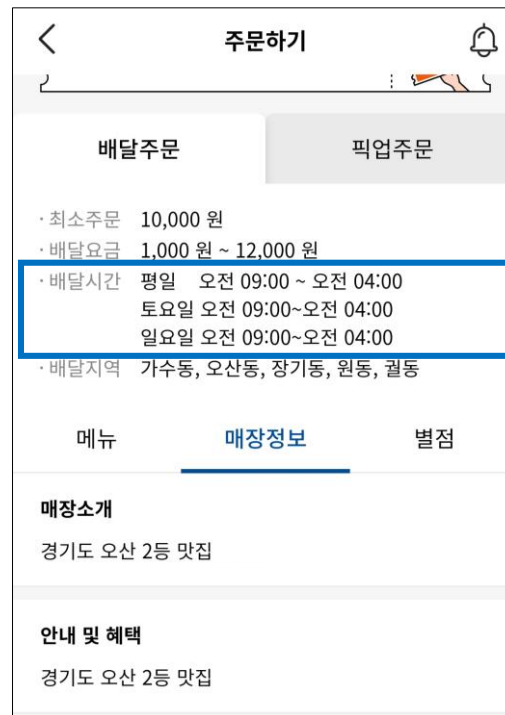 주문하기
배달주문
픽업주문
· 최소주문 10,000 원
· 배달요금 1,000 원 ~ 12,000 원
· 배달시간 평일 오전 09:00 ~ 오전 04:00
토요일 오전 09:00~오전 04:00
일요일 오전 09:00~오전 04:00
· 배달지역 가수동, 오산동, 장기동, 원동, 궐동
메뉴
매장정보
별점
매장소개
경기도 오산 2등 맛집
안내 및 혜택
경기도 오산 2등 맛집